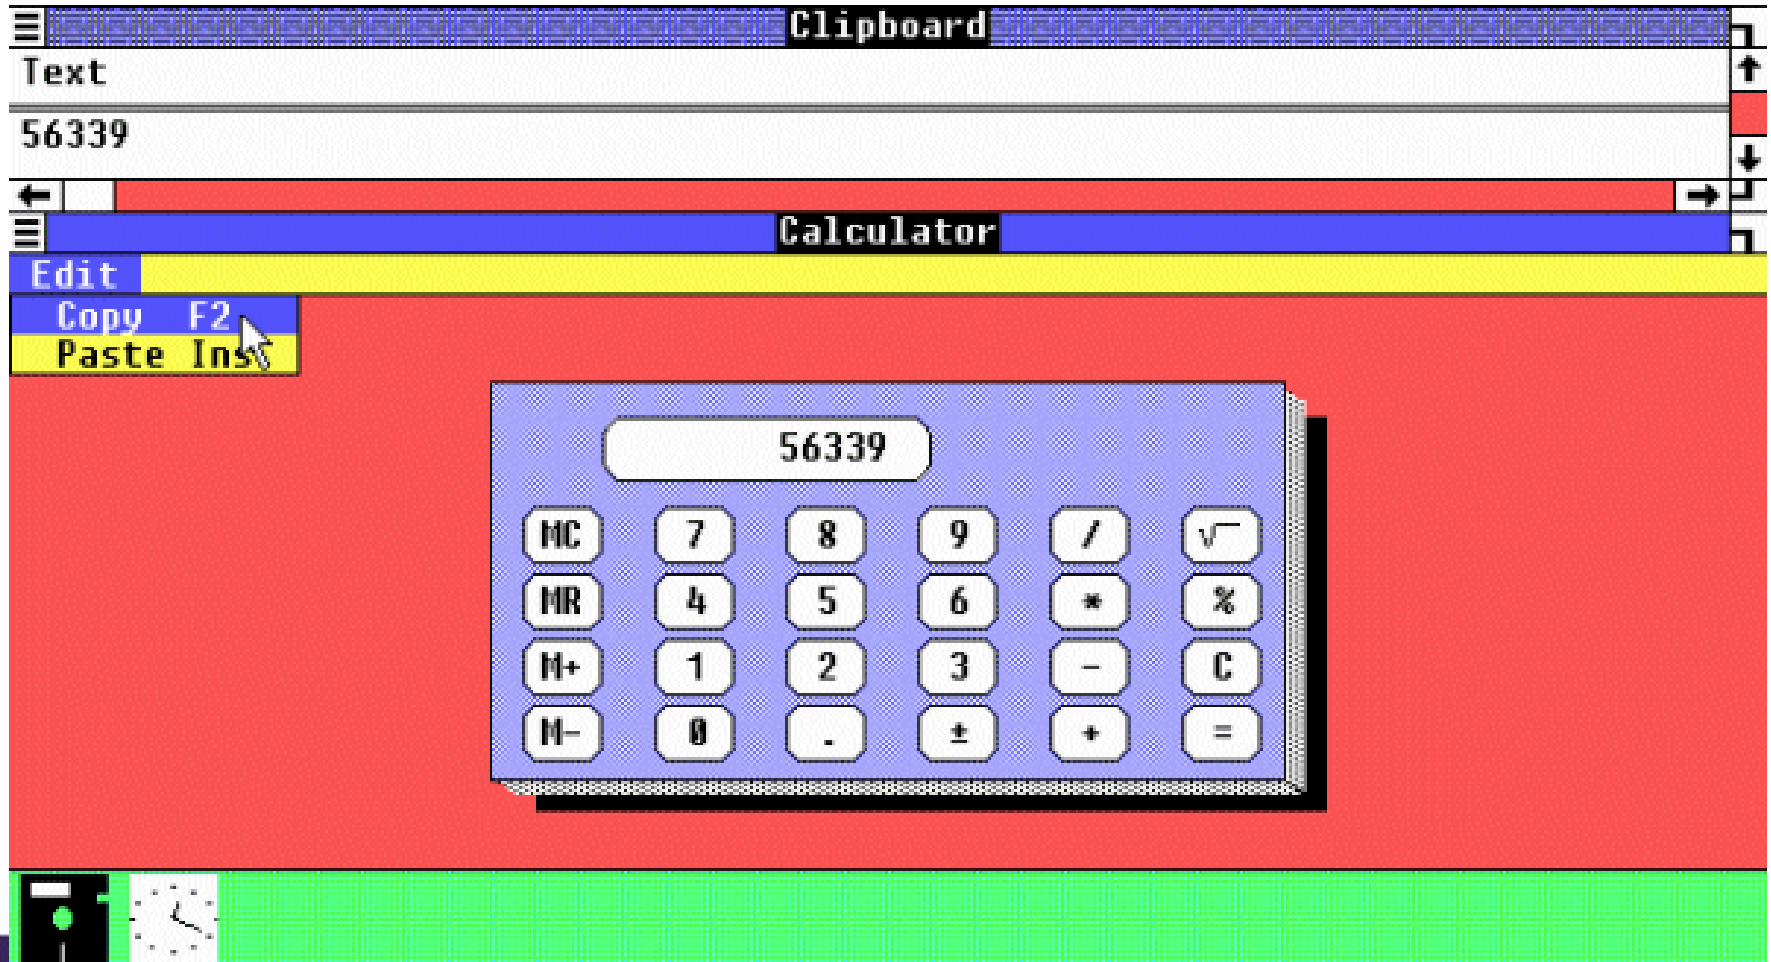 Clipboard
Text
56339
Calculator
Edit
Copy F2
Paste Ins
56339
MC 7 8 9 / √
MR 4 5 6 * %
M+ 1 2 3 - C
M- 0 . ± + =